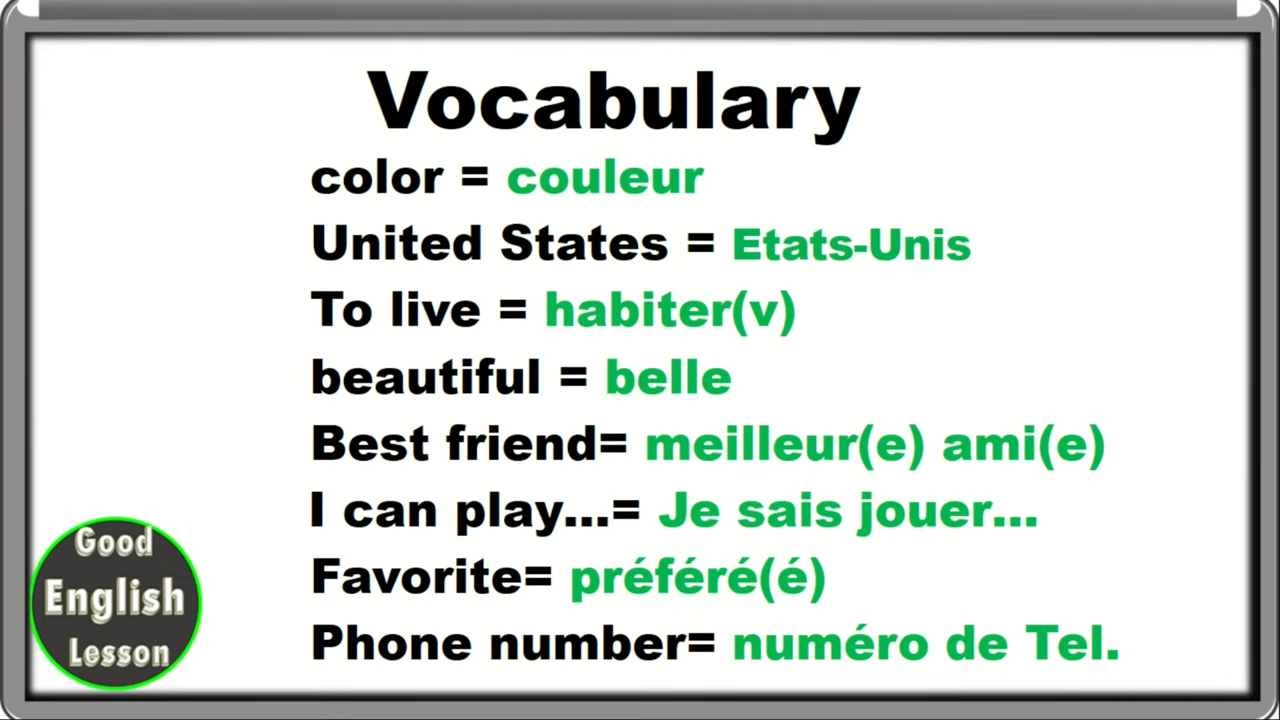 Vocabulary
color = couleur
United States = Etats-Unis
To live = habiter(v)
beautiful = belle
Best friend= meilleur(e) ami(e)
I can play...= Je sais jouer...
Favorite= préféré(é)
Phone number= numéro de Tel.
Good
English
Lesson